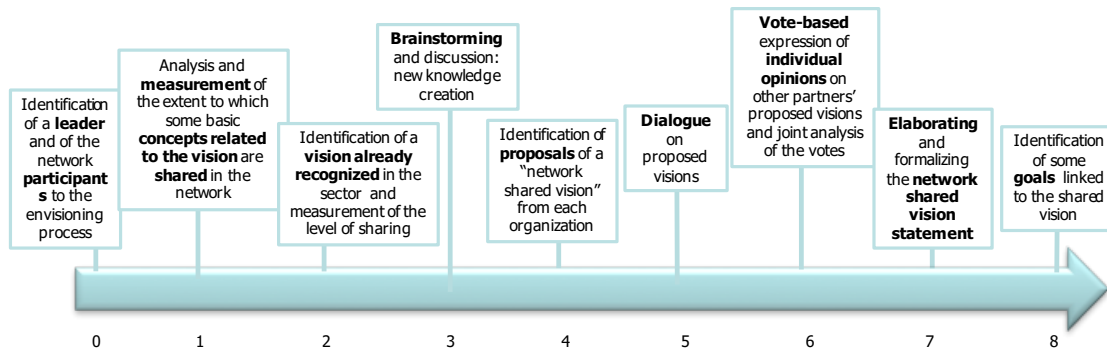 Identification
of a leader
and of the
network
participant
s to the
envisioning
process
Analysis and
measurement of
the extent to which
some basic
concepts related
to the vision are
shared in the
network
Identification of a
vision already
recognized in the
sector and
measurement of the
level of sharing
Brainstorming
and discussion:
new knowledge
creation
Identification of
proposals of a
"network
shared vision"
from each
organization
Dialogue on
proposed
visions
Vote-based
expression of
individual
opinions on
other partners'
proposed visions
and joint analysis
of the votes
Elaborating
and
formalizing
the network
shared
vision
statement
Identification
of some
goals linked
to the shared
vision
0 1 2 3 4 5 6 7 8